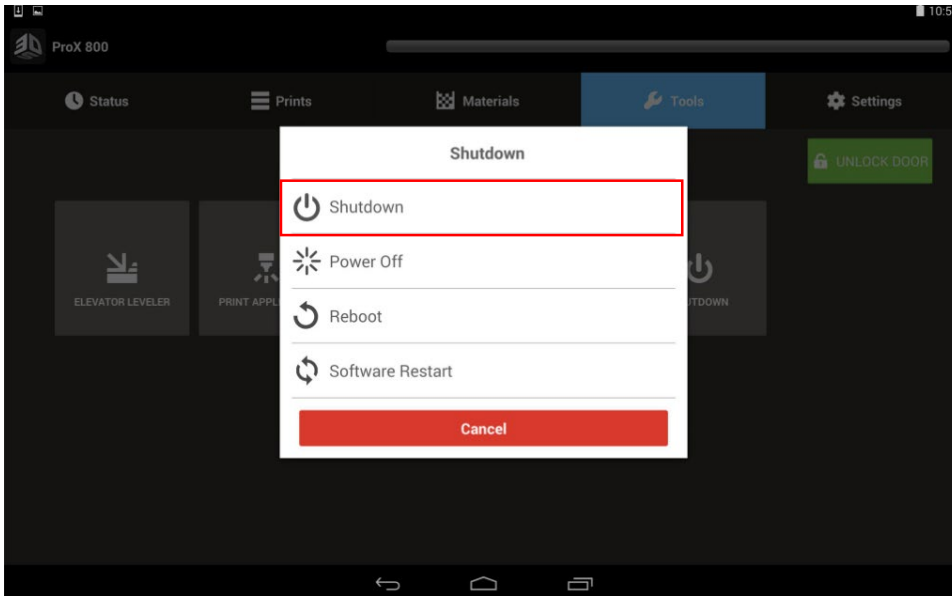 10:5
ProX 800
Status Prints Materials Tools Settings
UNLOCK DOOR
Shutdown
Shutdown
Power Off
Reboot
Software Restart
Cancel
ELEVATOR LEVELER PRINT APPL UTDOWN